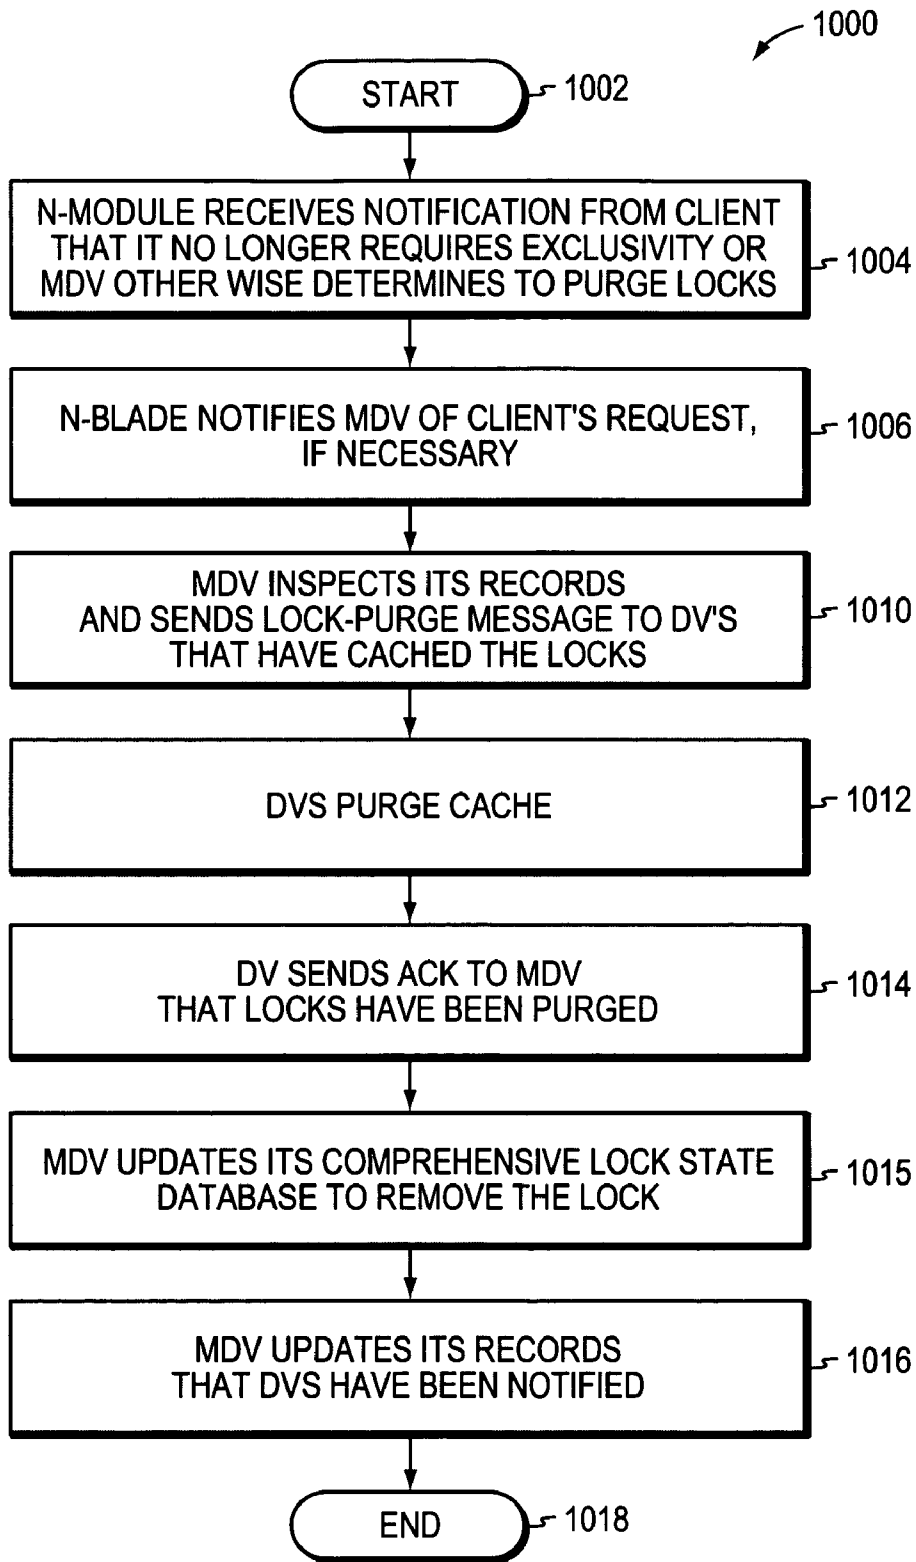 1000
START
1002
N-MODULE RECEIVES NOTIFICATION FROM CLIENT
THAT IT NO LONGER REQUIRES EXCLUSIVITY OR
MDV OTHER WISE DETERMINES TO PURGE LOCKS
1004
N-BLADE NOTIFIES MDV OF CLIENT'S REQUEST,
IF NECESSARY
1006
MDV INSPECTS ITS RECORDS
AND SENDS LOCK-PURGE MESSAGE TO DV'S
THAT HAVE CACHED THE LOCKS
1010
DVS PURGE CACHE
1012
DV SENDS ACK TO MDV
THAT LOCKS HAVE BEEN PURGED
1014
MDV UPDATES ITS COMPREHENSIVE LOCK STATE
DATABASE TO REMOVE THE LOCK
1015
MDV UPDATES ITS RECORDS
THAT DVS HAVE BEEN NOTIFIED
1016
END
1018